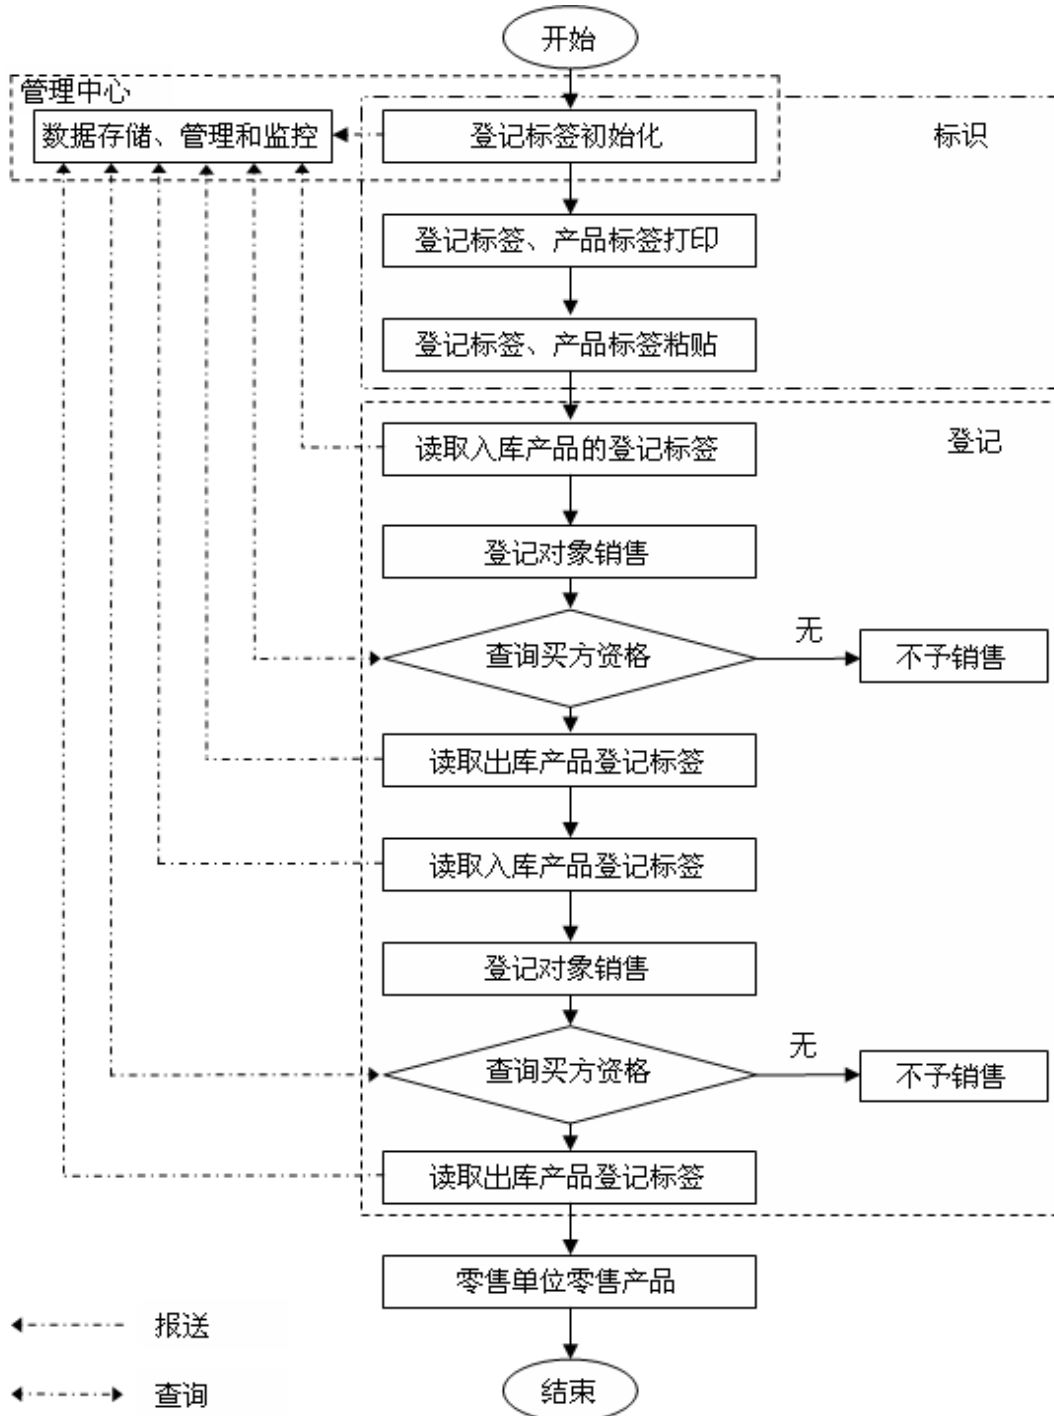 开始
管理中心
数据存储、管理和监控
登记标签初始化
标识
登记标签、产品标签打印
登记标签、产品标签粘贴
读取入库产品的登记标签
登记
登记对象销售
查询买方资格
无
不予销售
读取出库产品登记标签
读取入库产品登记标签
登记对象销售
查询买方资格
无
不予销售
读取出库产品登记标签
零售单位零售产品
报送
结束
查询